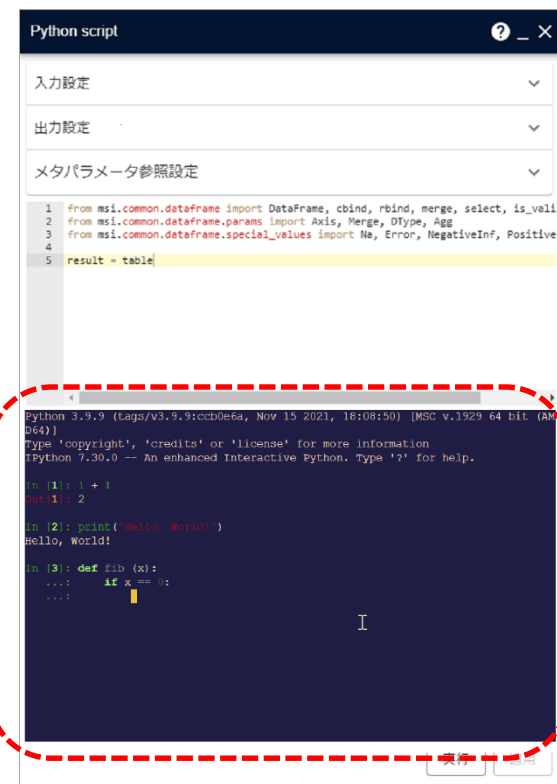 Python script
入力設定
出力設定
メタパラメータ参照設定
1 from msi.common.dataframe import DataFrame, cbind, rbind, merge, select, is_vali
2 from msi.common.dataframe.params import Axis, Merge, DType, Agg
3 from msi.common.dataframe.special_values import Na, Error, NegativeInf, Positive
4
5 result = table
Python 3.9.9 (tags/v3.9.9:ccb0e6a, Nov 15 2021, 18:08:50) [MSC v.1929 64 bit (AM
D64)]
Type 'copyright', 'credits' or 'license' for more information
IPython 7.30.0 -- An enhanced Interactive Python. Type '?' for help.
In [1]: 1 + 1
Out[1]: 2
In [2]: print("Hello, World!")
Hello, World!
In [3]: def fib (x):
...: if x == 0:
...:
実行 適用